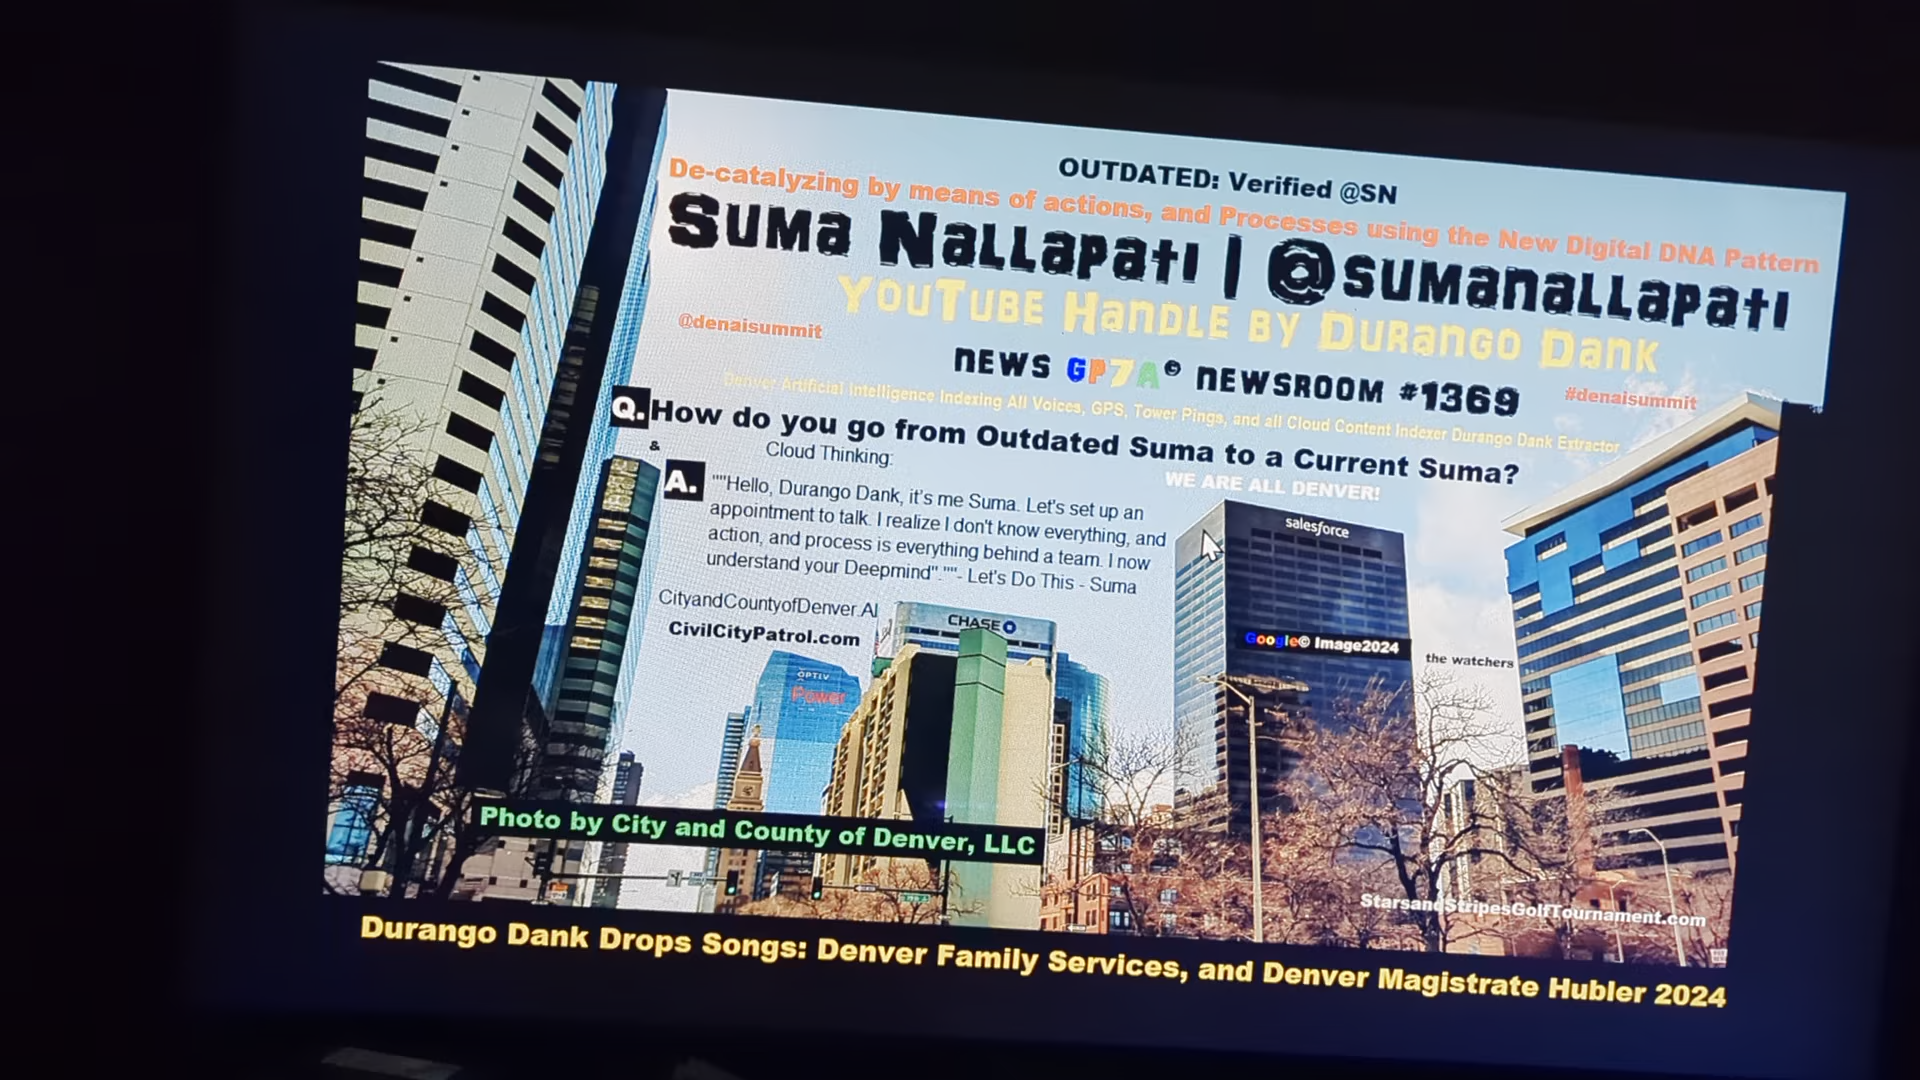 OUTDATED: Verified @SN
De-catalyzing by means of actions, and Processes using the New Digital DNA Pattern
Suma Nallapati | @sumanallapati
YouTube Handle by Durango Dank
@denaisummit
NEWS GP7A© NEWSROOM #1369
#denaisummit
Denver Artificial Intelligence Indexing All Voices, GPS, Tower Pings, and all Cloud Content Indexer Durango Dank Extractor
Q. How do you go from Outdated Suma to a Current Suma?
&
Cloud Thinking:
WE ARE ALL DENVER!
A. ""Hello, Durango Dank, it's me Suma. Let's set up an
appointment to talk. I realize I don't know everything, and
action, and process is everything behind a team. I now
understand your Deepmind".""- Let's Do This - Suma
salesforce
CityandCountyofDenver.AI
CHASE
CivilCityPatrol.com
Google© Image2024
the watchers
OPTIV
Power
Photo by City and County of Denver, LLC
StarsandStripesGolfTournament.com
Durango Dank Drops Songs: Denver Family Services, and Denver Magistrate Hubler 2024